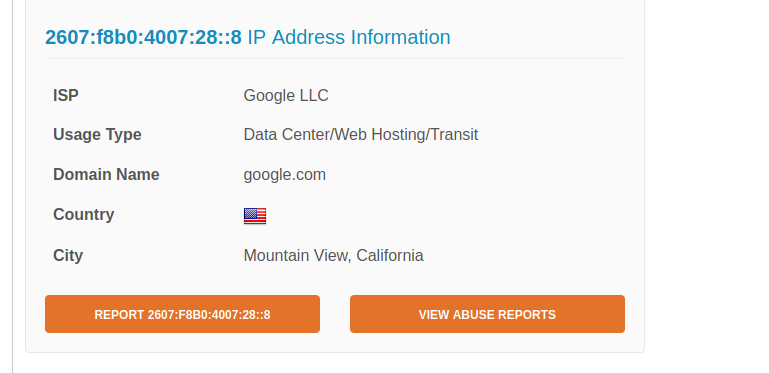 2607:f8b0:4007:28::8 IP Address Information
ISP Google LLC
Usage Type Data Center/Web Hosting/Transit
Domain Name google.com
Country
City Mountain View, California
REPORT 2607:F8B0:4007:28::8 VIEW ABUSE REPORTS